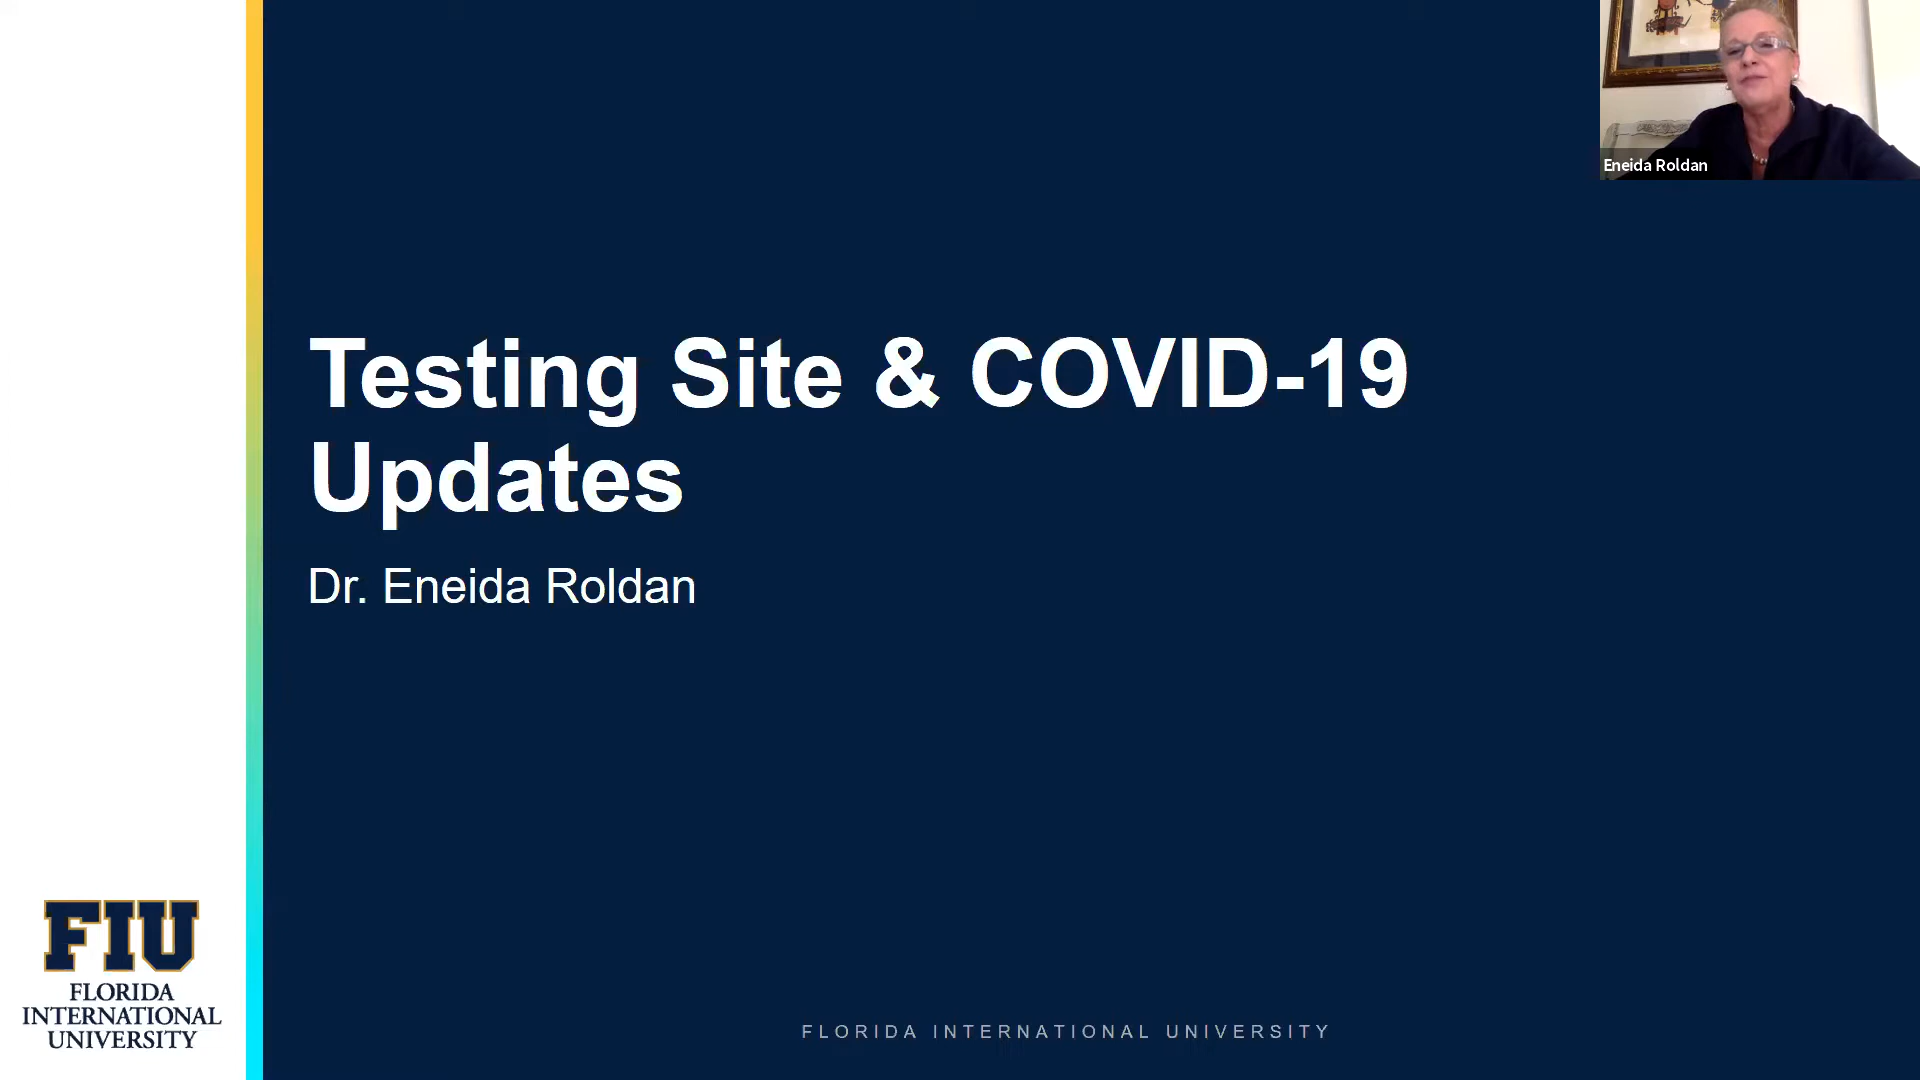 Eneida Roldan
Testing Site & COVID-19
Updates
Dr. Eneida Roldan
FIU
FLORIDA
INTERNATIONAL
UNIVERSITY
FLORIDA INTERNATIONAL UNIVERSITY